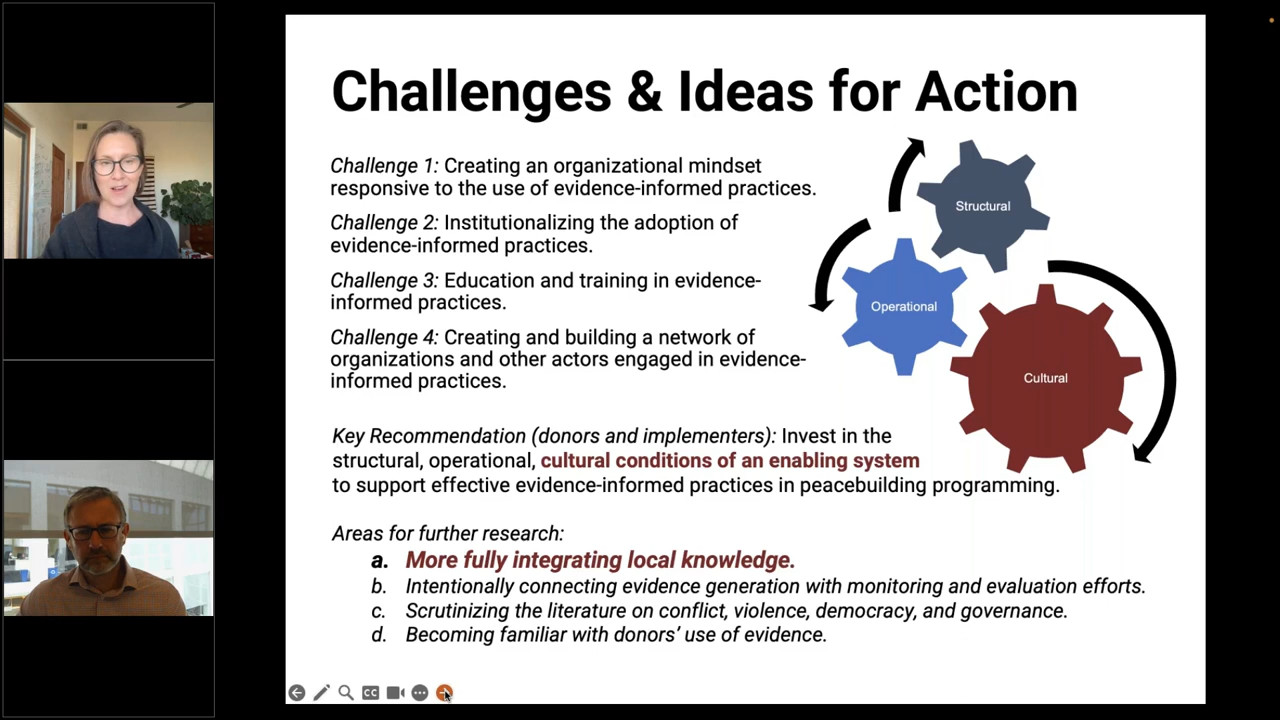 Challenges & Ideas for Action
Challenge 1: Creating an organizational mindset
responsive to the use of evidence-informed practices.
Challenge 2: Institutionalizing the adoption of
evidence-informed practices.
Challenge 3: Education and training in evidence-
informed practices.
Challenge 4: Creating and building a network of
organizations and other actors engaged in evidence-
informed practices.
Structural
Operational
Cultural
Key Recommendation (donors and implementers): Invest in the
structural, operational, cultural conditions of an enabling system
to support effective evidence-informed practices in peacebuilding programming.
Areas for further research:
a. More fully integrating local knowledge.
b. Intentionally connecting evidence generation with monitoring and evaluation efforts.
c. Scrutinizing the literature on conflict, violence, democracy, and governance.
d. Becoming familiar with donors’ use of evidence.
CC